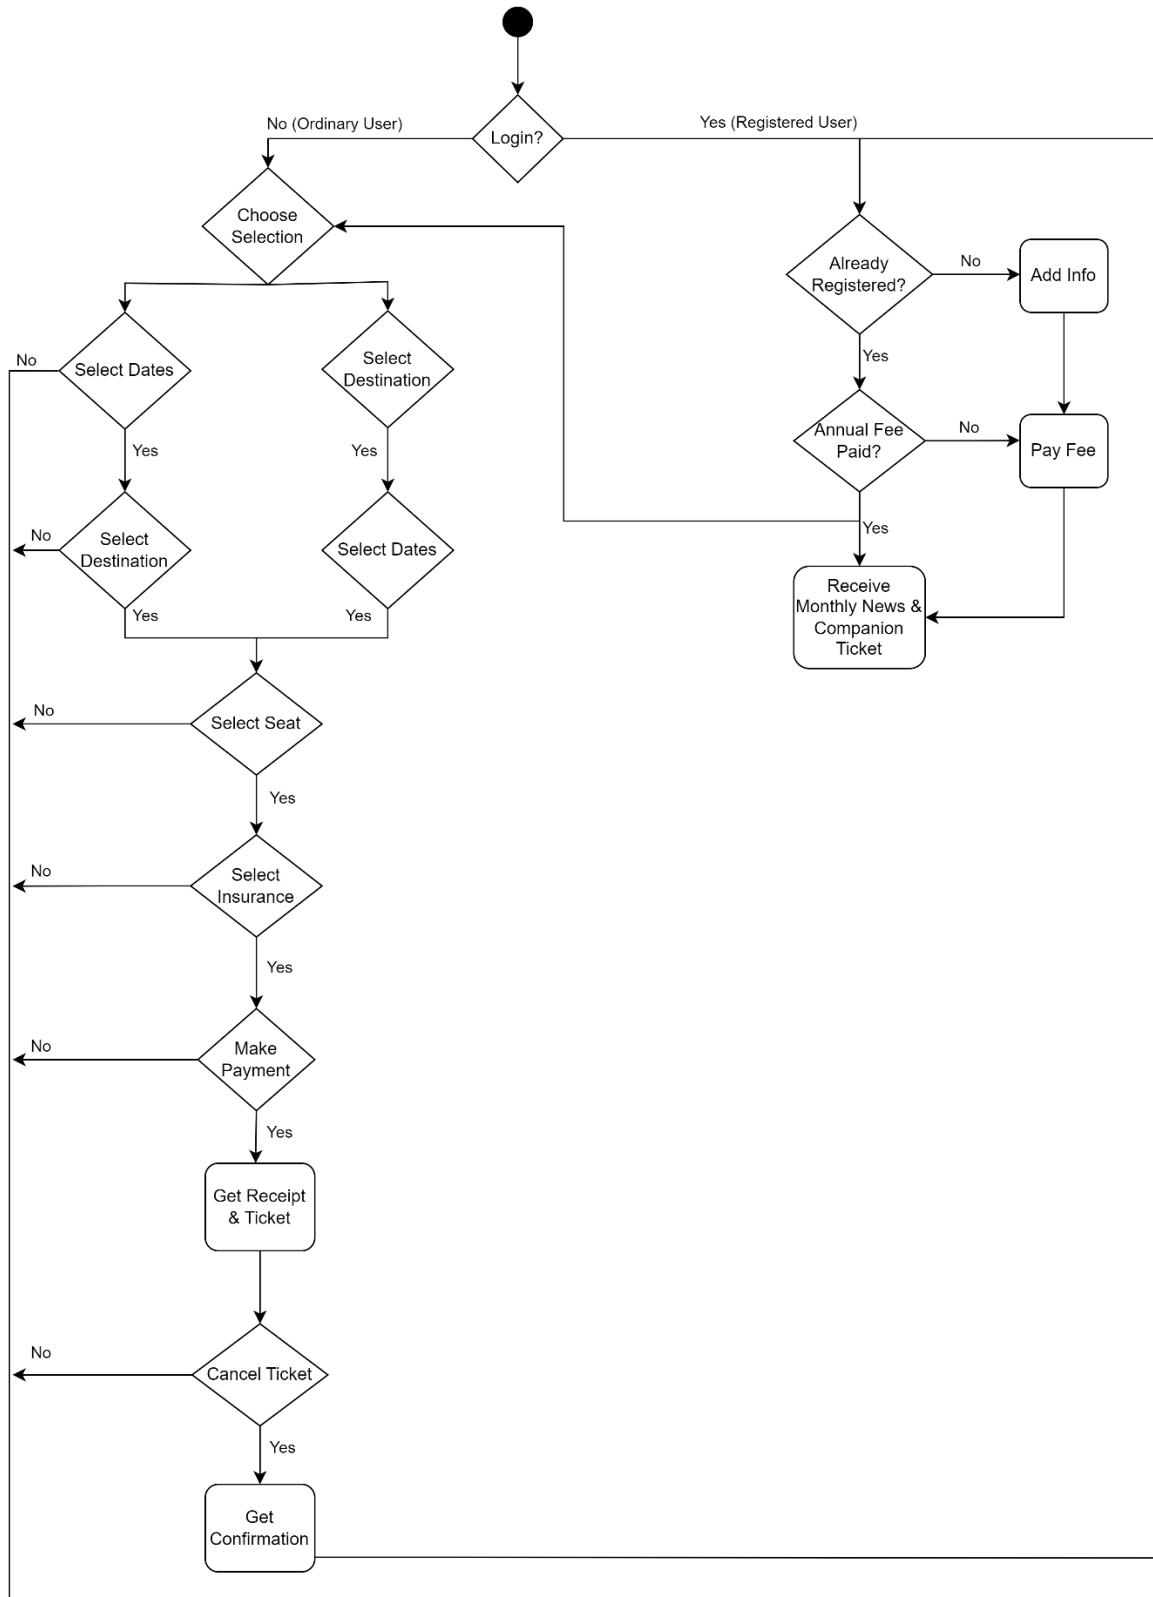 No (Ordinary User)
Login?
Yes (Registered User)
Choose
Selection
Already
Registered?
No
Add Info
Yes
No
Select Dates
Select
Destination
Annual Fee
Paid?
No
Pay Fee
Yes
Yes
Yes
No
Select
Destination
Select Dates
Receive
Monthly News &
Companion
Ticket
Yes
Yes
No
Select Seat
Yes
No
Select
Insurance
Yes
No
Make
Payment
Yes
Get Receipt
& Ticket
No
Cancel Ticket
Yes
Get
Confirmation